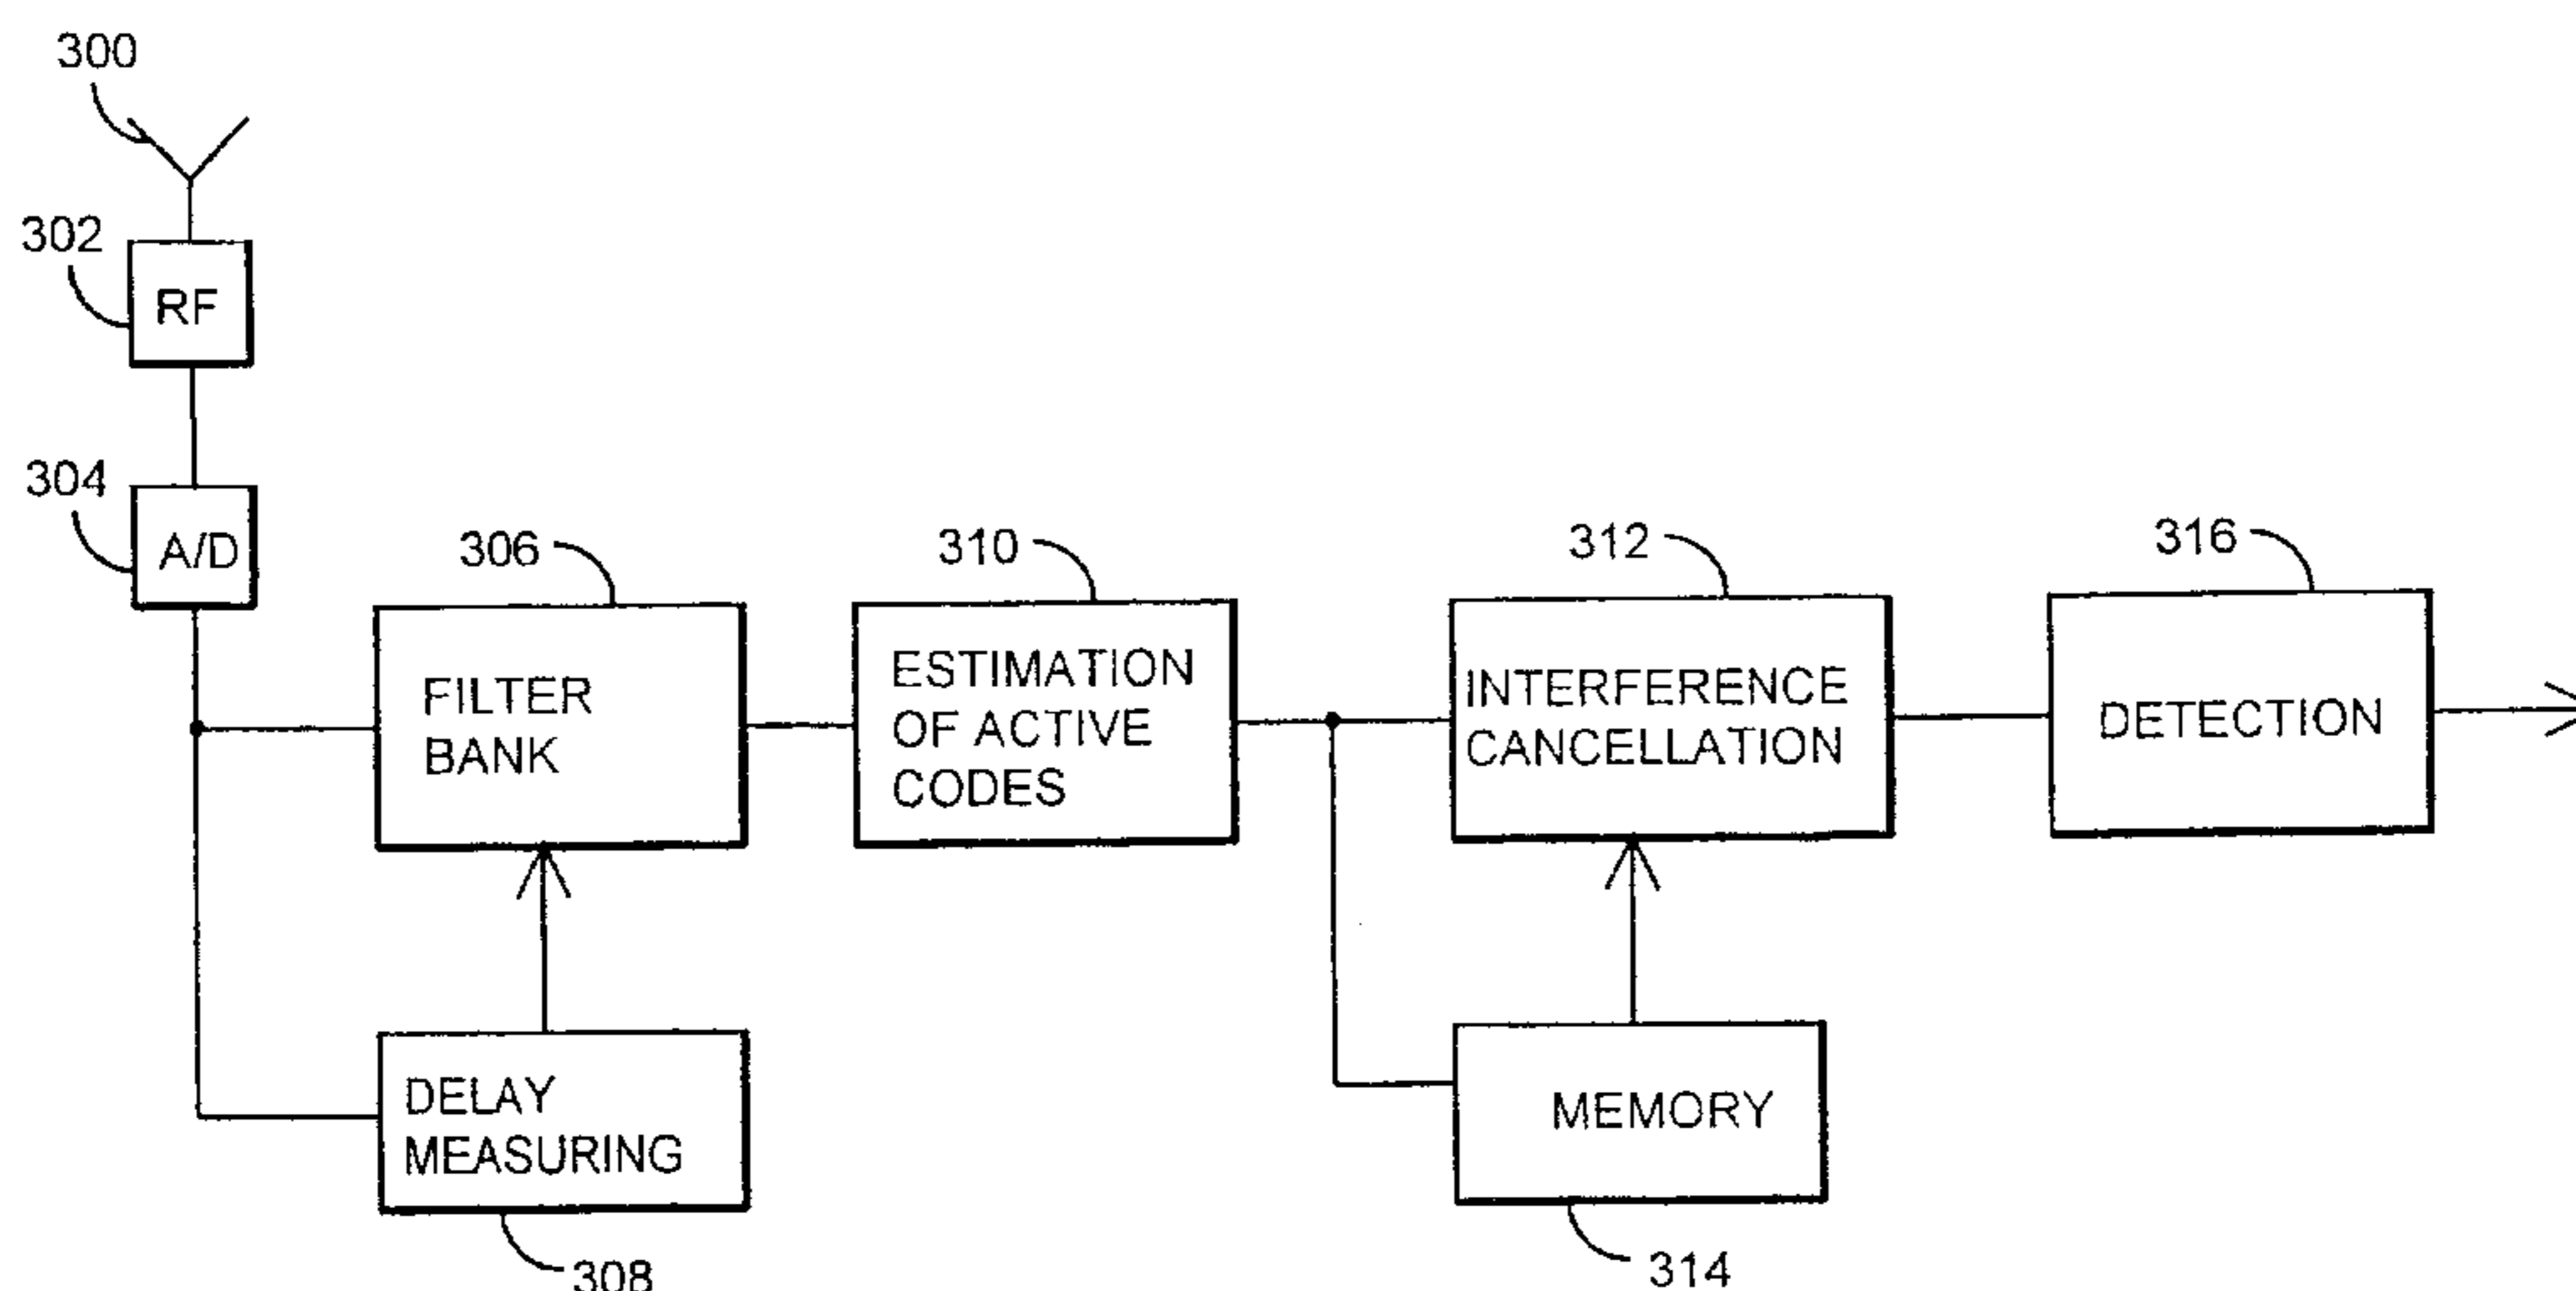 300
302
RF
304
A/D
306
FILTER
BANK
310
ESTIMATION
OF ACTIVE
CODES
312
INTERFERENCE
CANCELLATION
316
DETECTION
DELAY
MEASURING
308
MEMORY
314